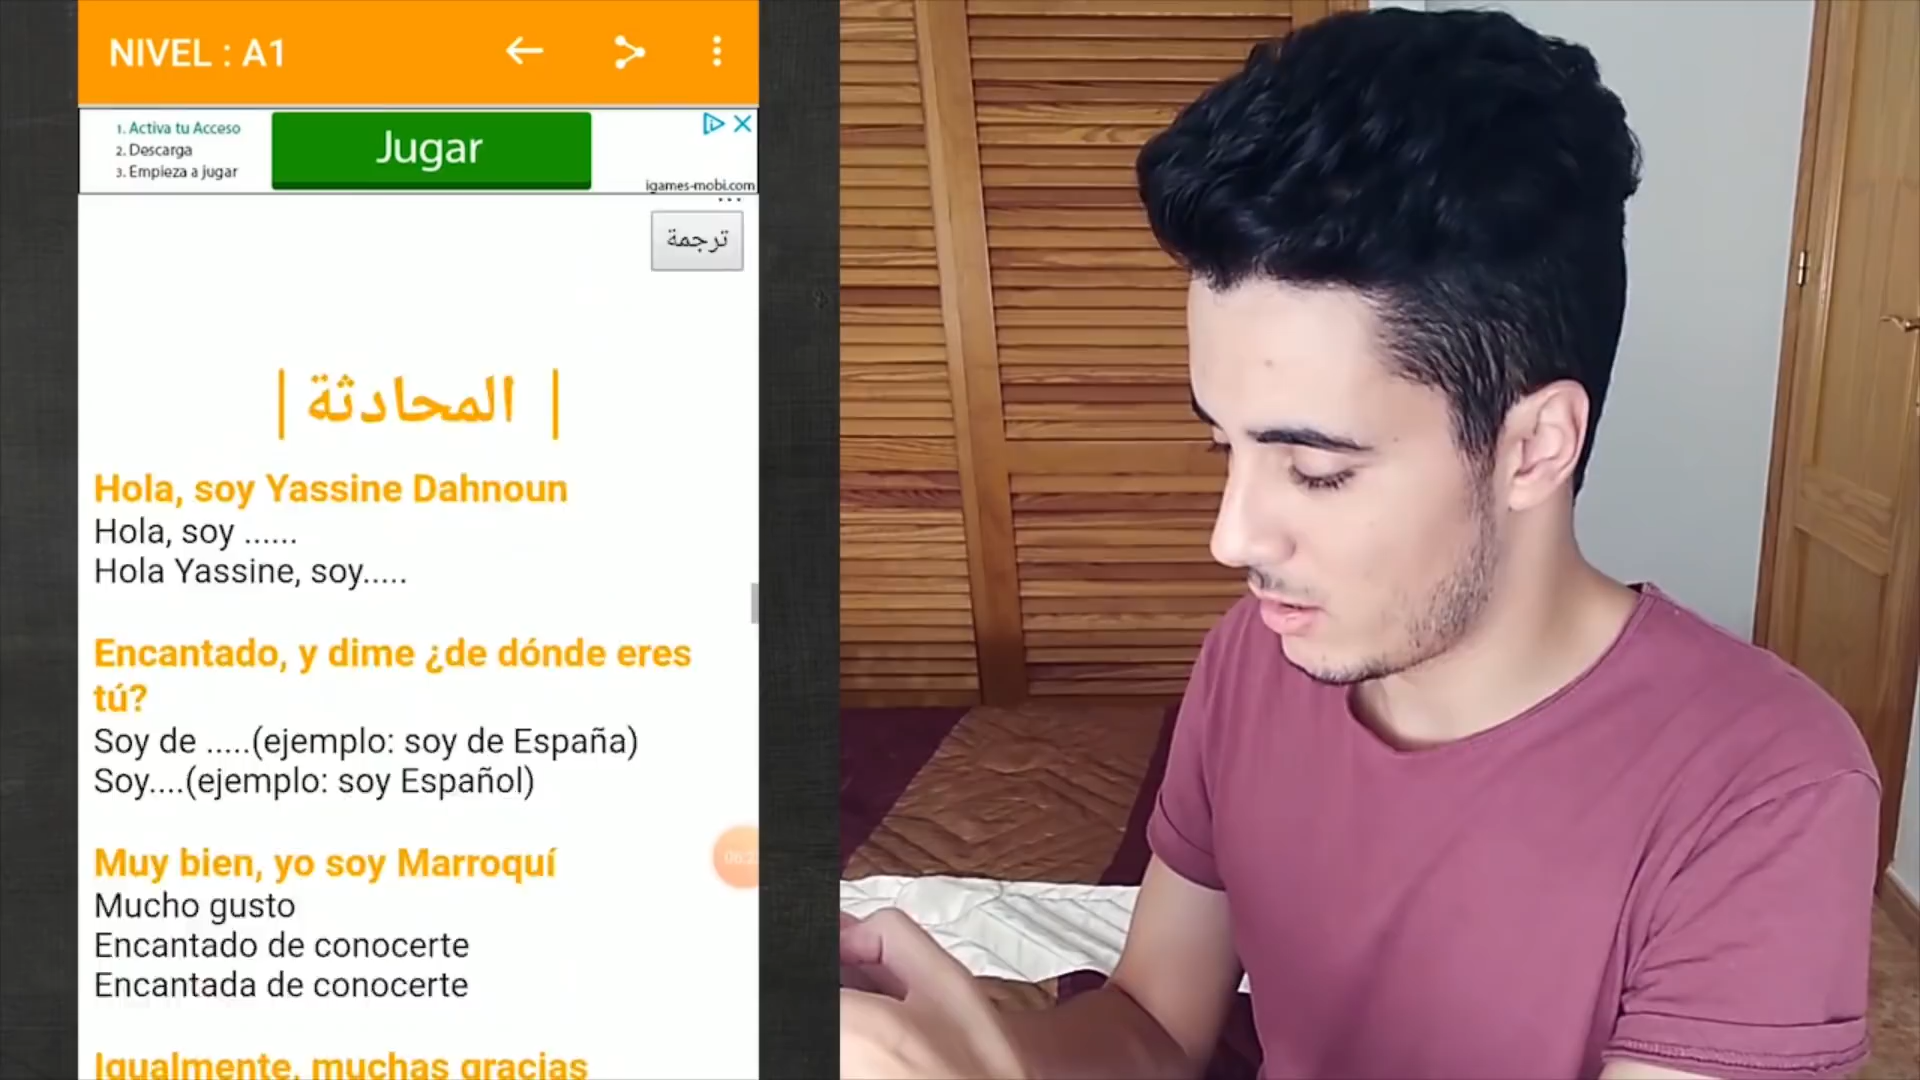 NIVEL : A1
1. Activa tu Acceso
2. Descarga
3. Empieza a jugar
Jugar
igames-mobi.com
ترجمة
| المحادثة |
Hola, soy Yassine Dahnoun
Hola, soy ......
Hola Yassine, soy.....
Encantado, y dime ¿de dónde eres
tú?
Soy de .....(ejemplo: soy de España)
Soy....(ejemplo: soy Español)
Muy bien, yo soy Marroquí
Mucho gusto
Encantado de conocerte
Encantada de conocerte
Igualmente, muchas gracias